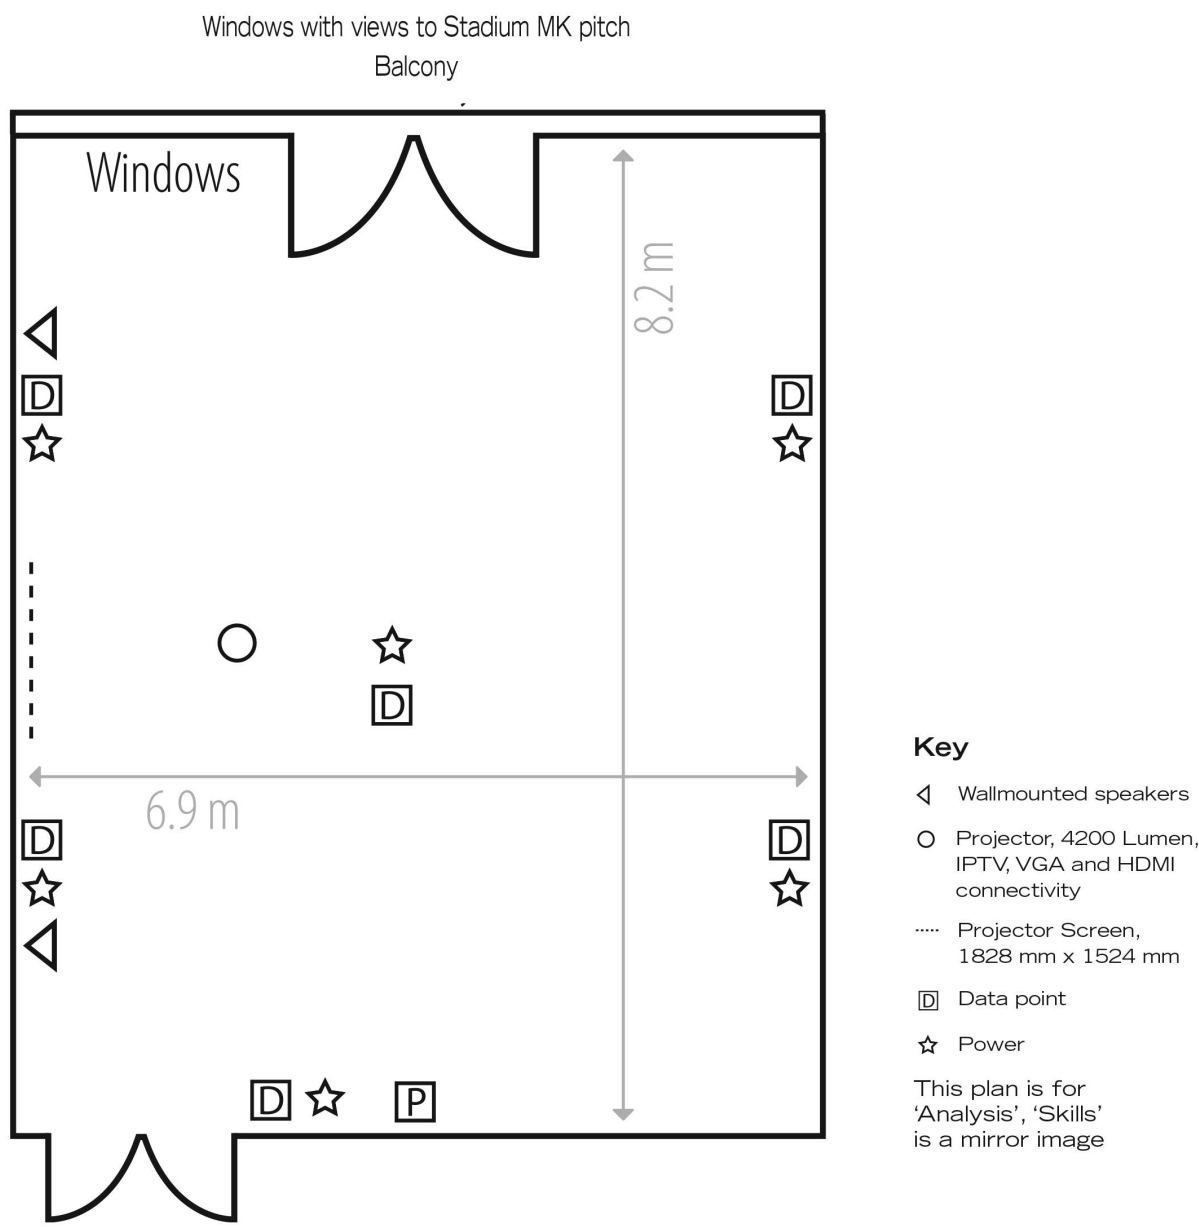 Windows with views to Stadium MK pitch
Balcony
Windows
8.2 m
D
D
D
6.9 m
D
D
D
P
Key
Wallmounted speakers
Projector, 4200 Lumen,
IPTV, VGA and HDMI
connectivity
Projector Screen,
1828 mm x 1524 mm
D Data point
Power
This plan is for
‘Analysis’, ‘Skills’
is a mirror image